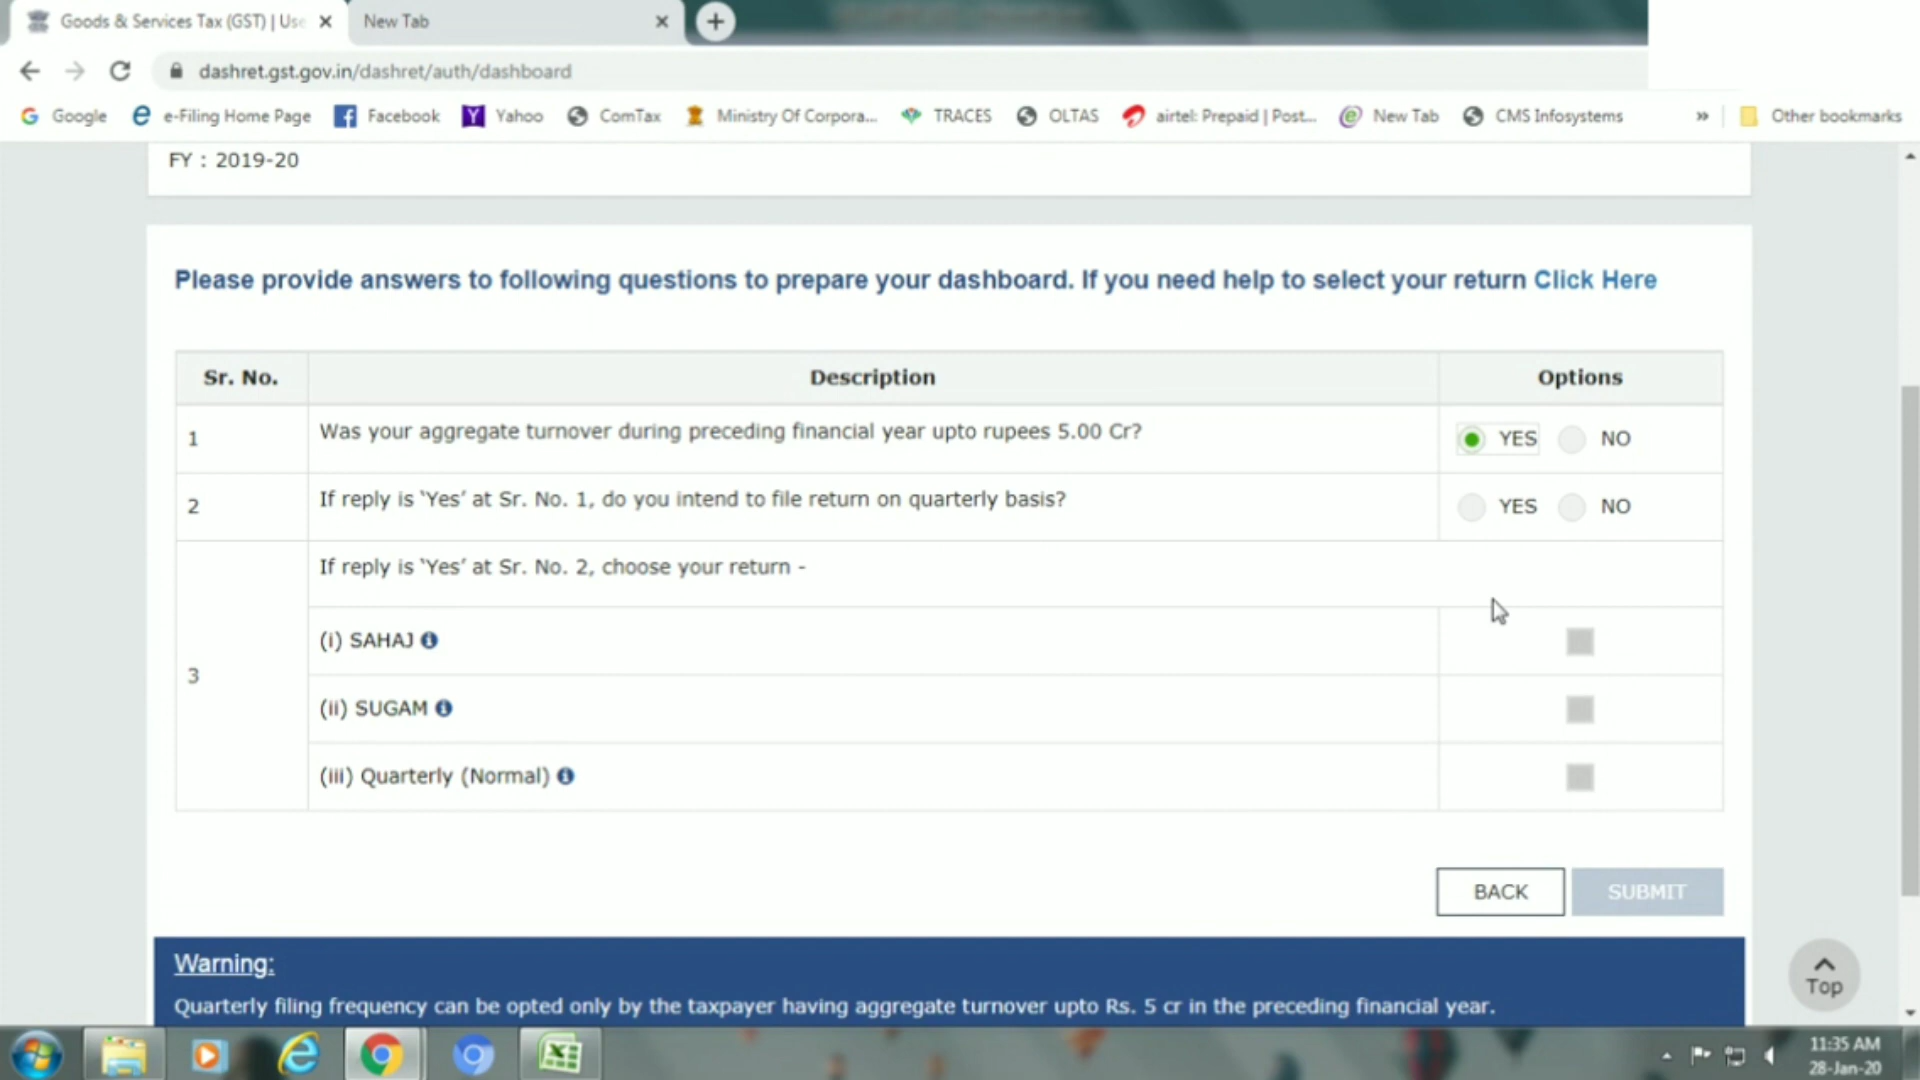 Goods & Services Tax (GST) | Use
New Tab
dashret.gst.gov.in/dashret/auth/dashboard
Google e-Filing Home Page Facebook Yahoo ComTax Ministry Of Corpora... TRACES OLTAS airtel: Prepaid | Post... New Tab CMS Infosystems » Other bookmarks
FY : 2019-20
Please provide answers to following questions to prepare your dashboard. If you need help to select your return Click Here
Sr. No. Description Options
1 Was your aggregate turnover during preceding financial year upto rupees 5.00 Cr? YES NO
2 If reply is ‘Yes’ at Sr. No. 1, do you intend to file return on quarterly basis? YES NO
If reply is ‘Yes’ at Sr. No. 2, choose your return -
(i) SAHAJ
3
(ii) SUGAM
(iii) Quarterly (Normal)
BACK SUBMIT
Warning:
Top
Quarterly filing frequency can be opted only by the taxpayer having aggregate turnover upto Rs. 5 cr in the preceding financial year.
11:35 AM
28-Jan-20